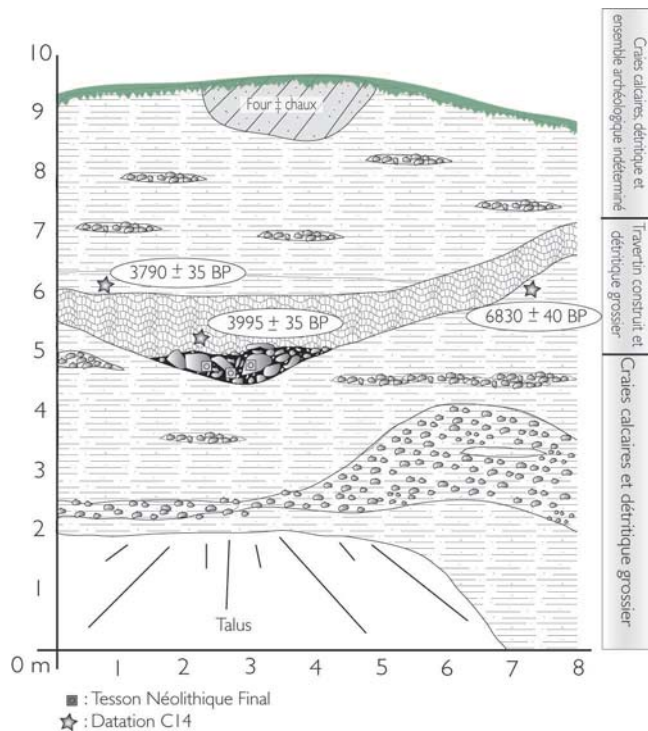 10
9
8
7
6
5
4
3
2
1
0 m
1
2
3
4
5
6
7
8
Four ‡ chaux
3790 ± 35 BP
3995 ± 35 BP
6830 ± 40 BP
Talus
Craies calcaires, détritique et
ensemble archéologique indéterminé
Travertin construit et
détritique grossier
Craies calcaires et détritique grossier
: Tesson Néolithique Final
: Datation C14